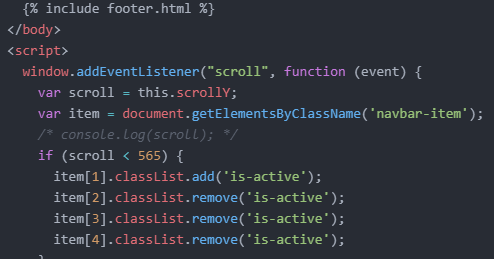 {% include footer.html %}
</body>
<script>
window.addEventListener("scroll", function (event) {
var scroll = this.scrollY;
var item = document.getElementsByClassName('navbar-item');
/* console.log(scroll); */
if (scroll < 565) {
item[1].classList.add('is-active');
item[2].classList.remove('is-active');
item[3].classList.remove('is-active');
item[4].classList.remove('is-active');